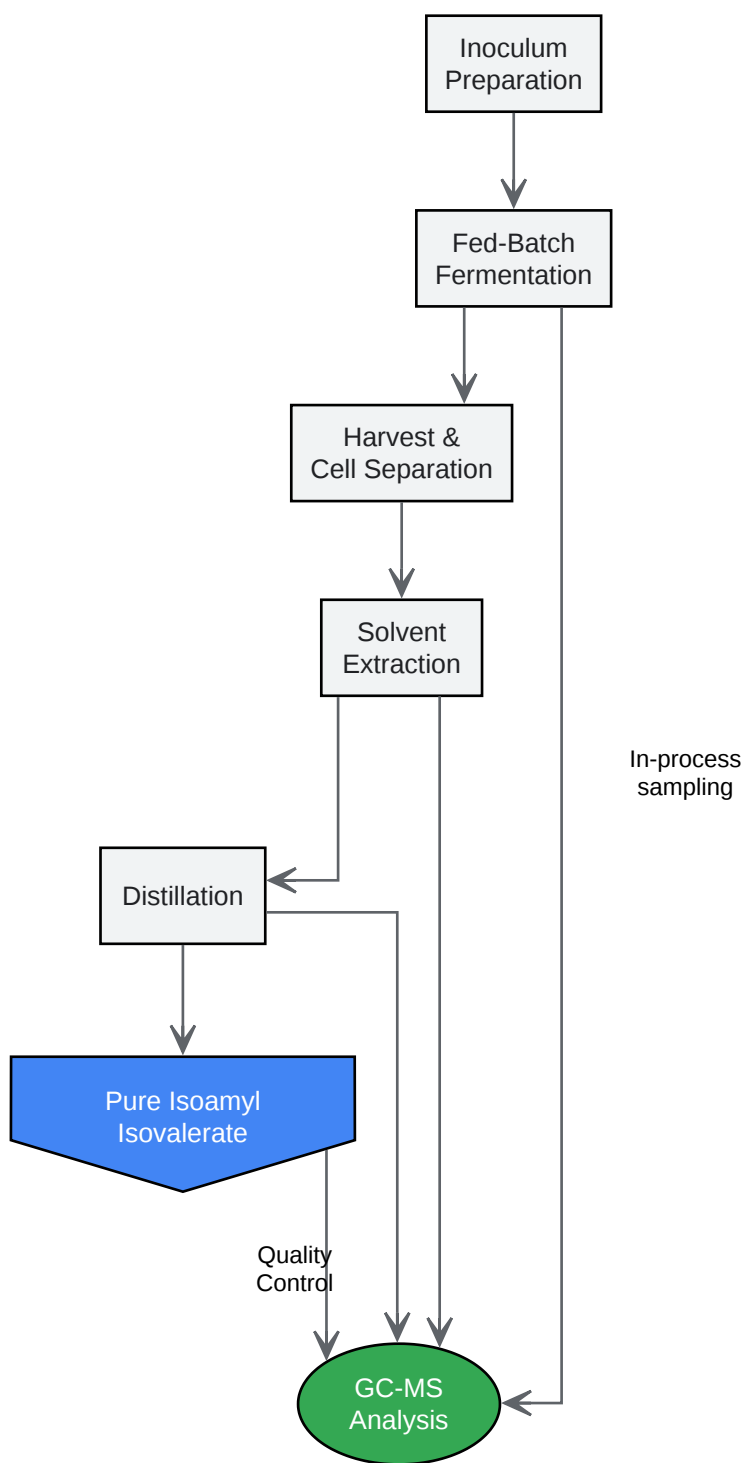 Inoculum
Preparation
Fed-Batch
Fermentation
Harvest &
Cell Separation
Solvent
Extraction
In-process
sampling
Distillation
Pure Isoamyl
Isovalerate
Quality
Control
GC-MS
Analysis